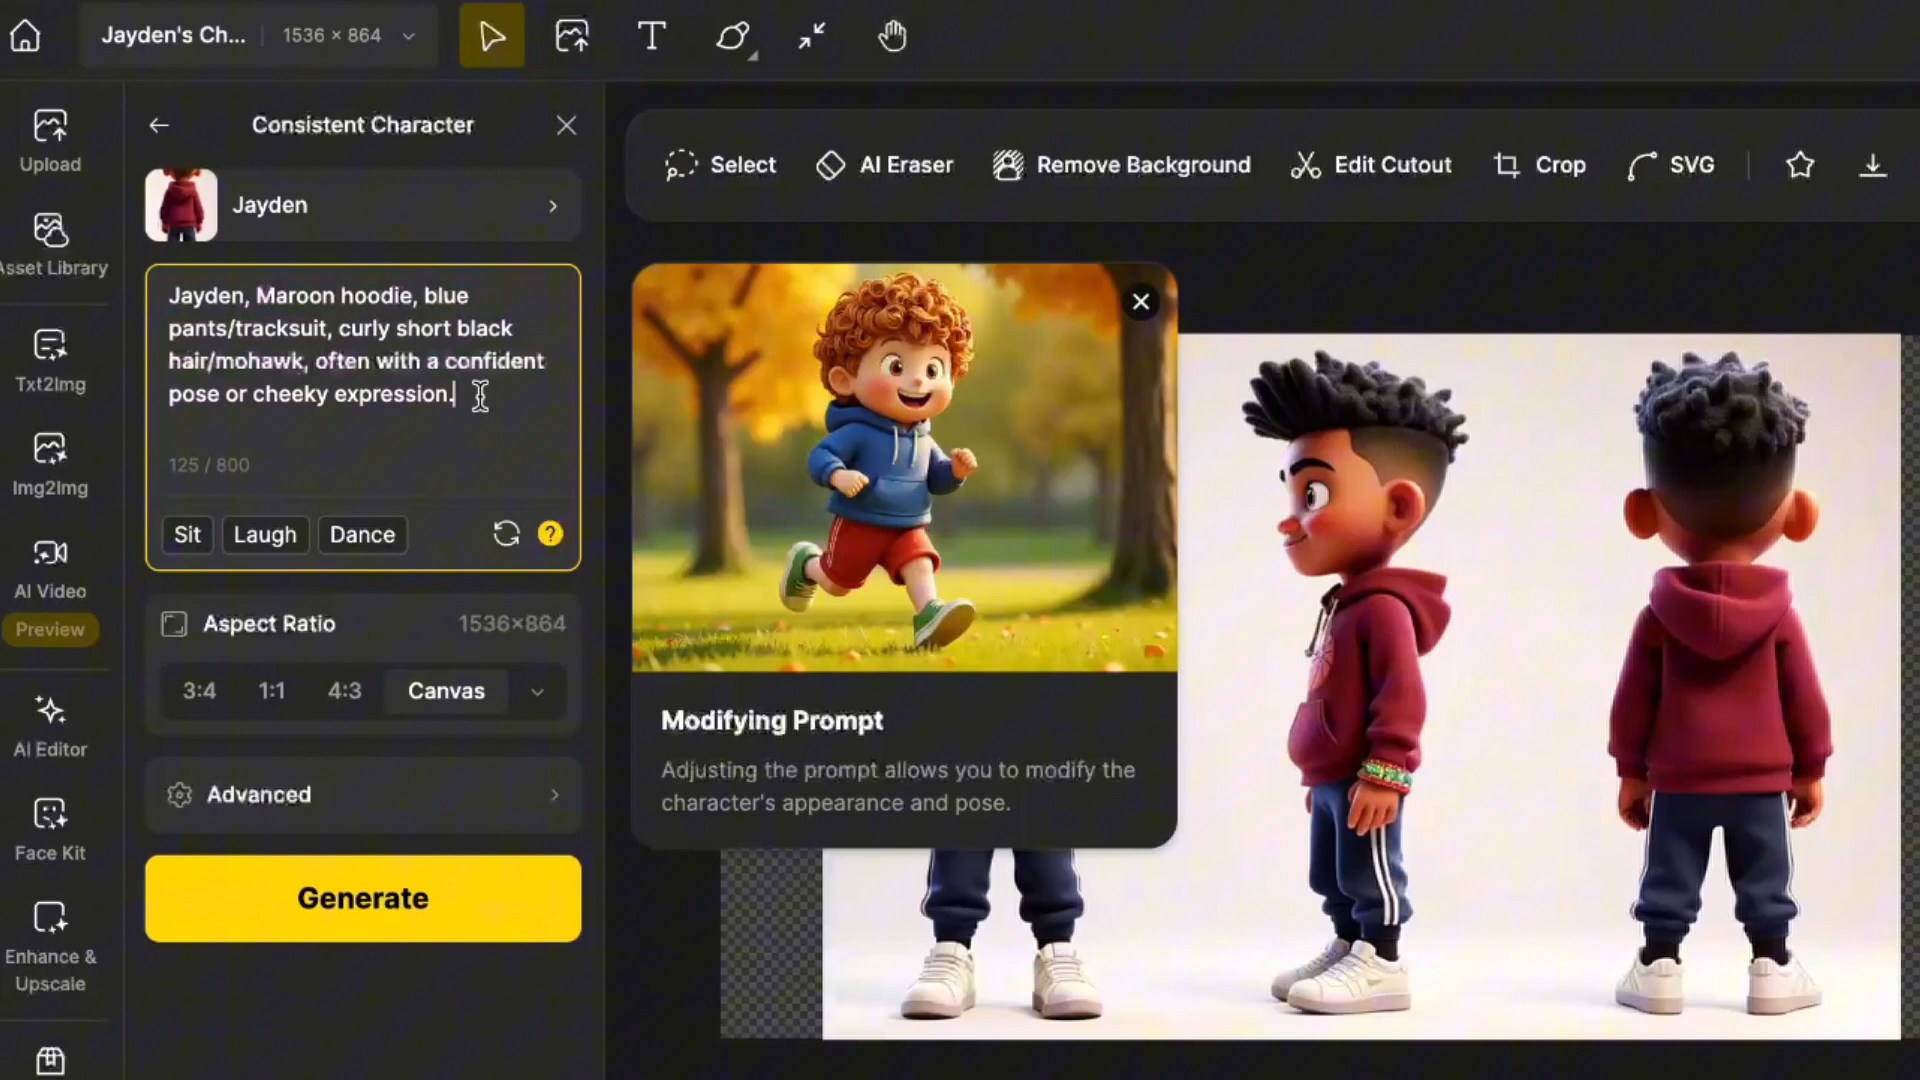 Jayden's Ch...
1536 × 864
Upload
Asset Library
Txt2Img
Img2Img
AI Video
Preview
AI Editor
Face Kit
Enhance &
Upscale
Consistent Character
Jayden
Jayden, Maroon hoodie, blue
pants/tracksuit, curly short black
hair/mohawk, often with a confident
pose or cheeky expression.
125 / 800
Sit
Laugh
Dance
?
Aspect Ratio
1536×864
3:4
1:1
4:3
Canvas
Advanced
Generate
Select
AI Eraser
Remove Background
Edit Cutout
Crop
SVG
Modifying Prompt
Adjusting the prompt allows you to modify the
character's appearance and pose.